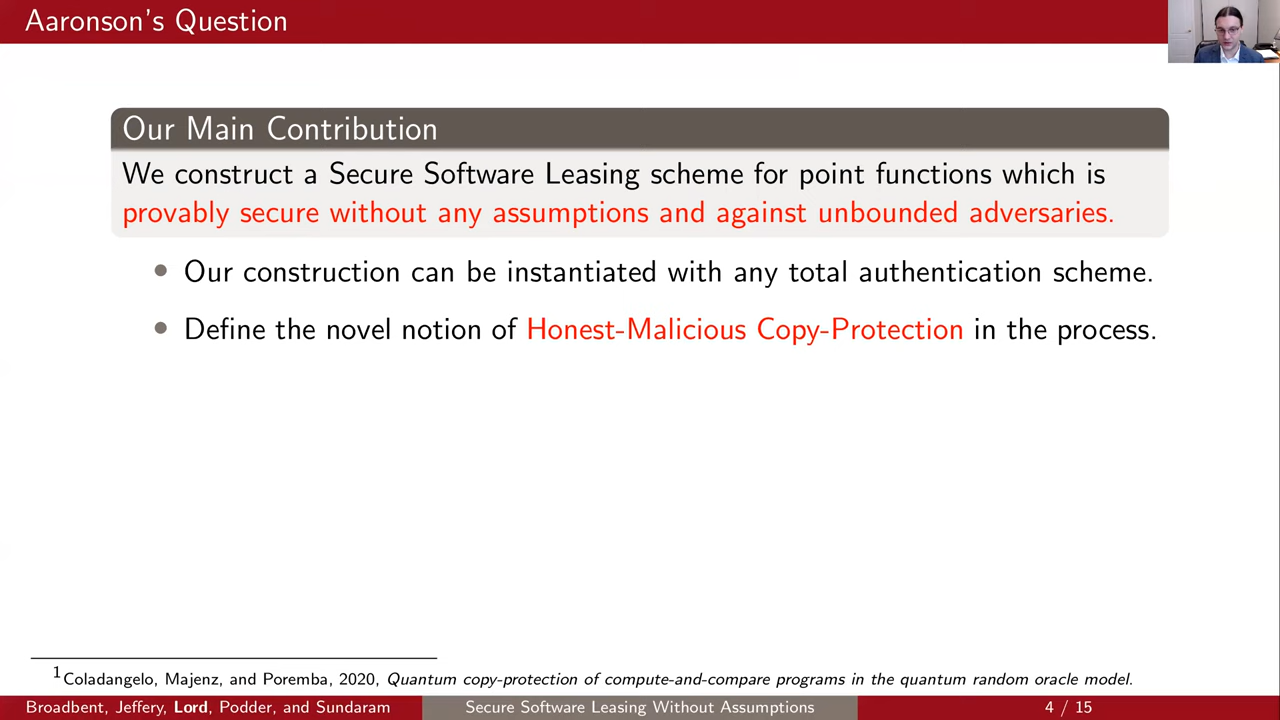 Aaronson's Question
Our Main Contribution
We construct a Secure Software Leasing scheme for point functions which is
provably secure without any assumptions and against unbounded adversaries.
• Our construction can be instantiated with any total authentication scheme.
• Define the novel notion of Honest-Malicious Copy-Protection in the process.
1Coladangelo, Majenz, and Poremba, 2020, Quantum copy-protection of compute-and-compare programs in the quantum random oracle model.
Broadbent, Jeffery, Lord, Podder, and Sundaram
Secure Software Leasing Without Assumptions
4 / 15